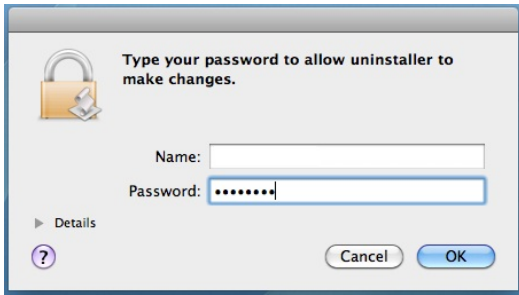 Type your password to allow uninstaller to
make changes.
Name:
Password: ••••••••
Details
?
Cancel
OK